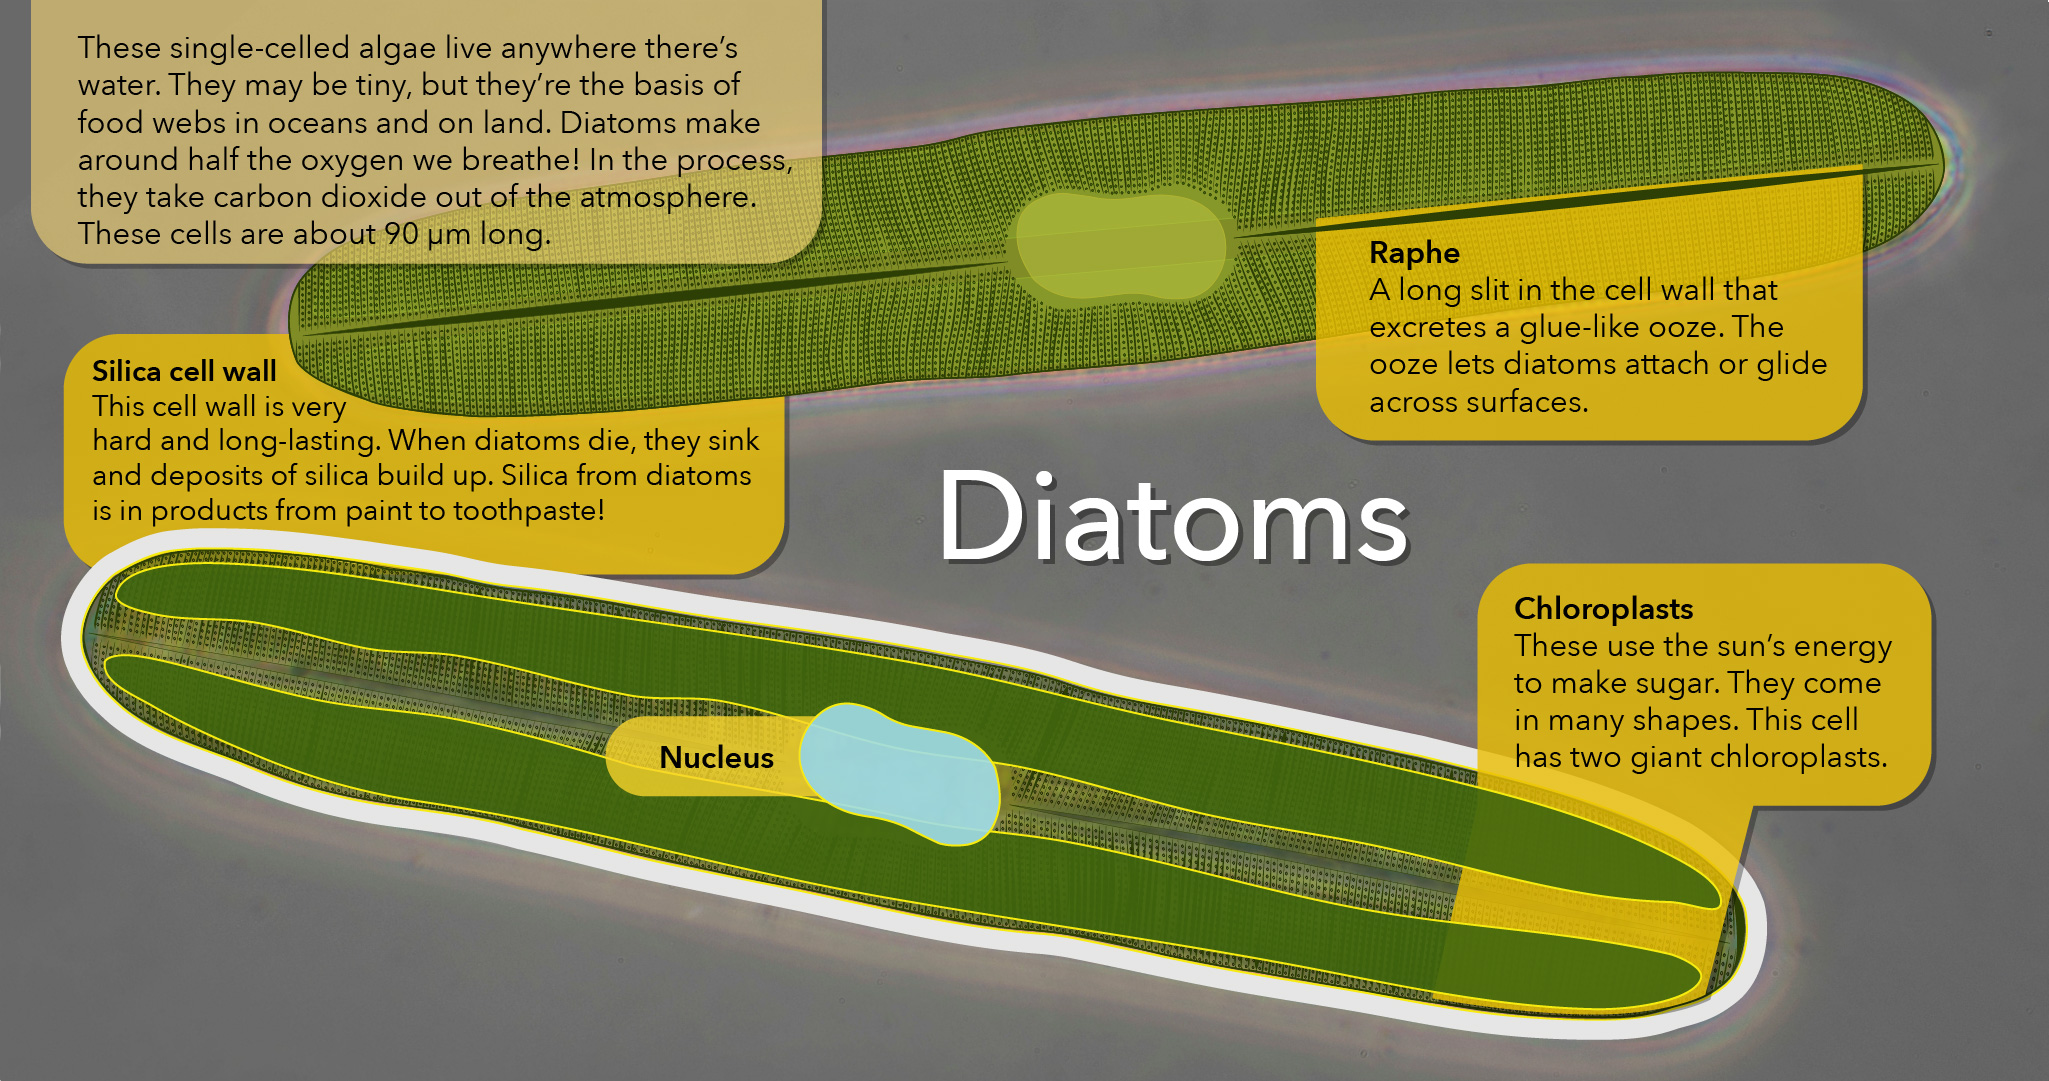 These single-celled algae live anywhere there’s
water. They may be tiny, but they’re the basis of
food webs in oceans and on land. Diatoms make
around half the oxygen we breathe! In the process,
they take carbon dioxide out of the atmosphere.
These cells are about 90 µm long.
Raphe
A long slit in the cell wall that
excretes a glue-like ooze. The
ooze lets diatoms attach or glide
across surfaces.
Silica cell wall
This cell wall is very
hard and long-lasting. When diatoms die, they sink
and deposits of silica build up. Silica from diatoms
is in products from paint to toothpaste!
Diatoms
Chloroplasts
These use the sun’s energy
to make sugar. They come
in many shapes. This cell
has two giant chloroplasts.
Nucleus